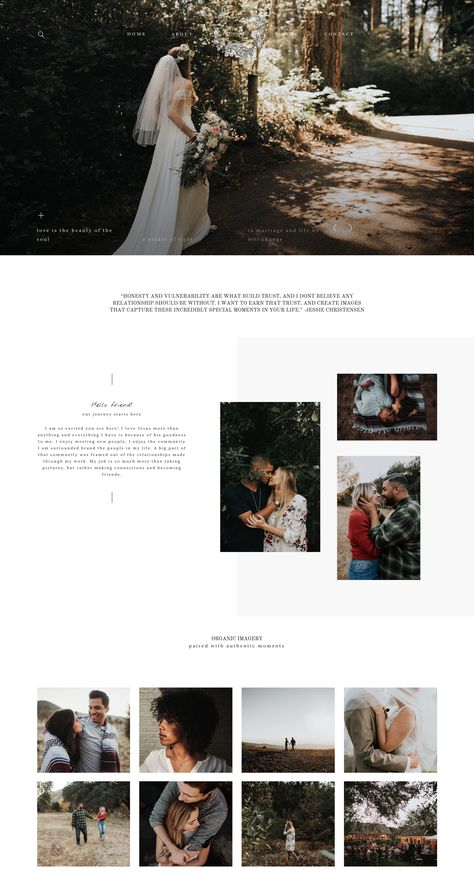 HOME ABOUT CONTACT
love is the beauty of the
soul
a ocean of light
in marriage and life we
will change
"HONESTY AND VULNERABILITY ARE WHAT BUILD TRUST, AND I DONT BELIEVE ANY
RELATIONSHIP SHOULD BE WITHOUT. I WANT TO EARN THAT TRUST, AND CREATE IMAGES
THAT CAPTURE THESE INCREDIBLY SPECIAL MOMENTS IN YOUR LIFE." -JESSIE CHRISTENSEN
Hello friend!
our journey starts here
I am so excited you are here! I love Jesus more than
anything and everything I have is because of his goodness
to me. I enjoy meeting new people, I enjoy the community
I am surrounded around the people in my life. A big part of
that community was framed out of the relationships made
through my work. My job is so much more than taking
pictures, but rather making connections and becoming
friends.
ORGANIC IMAGERY
paired with authentic moments